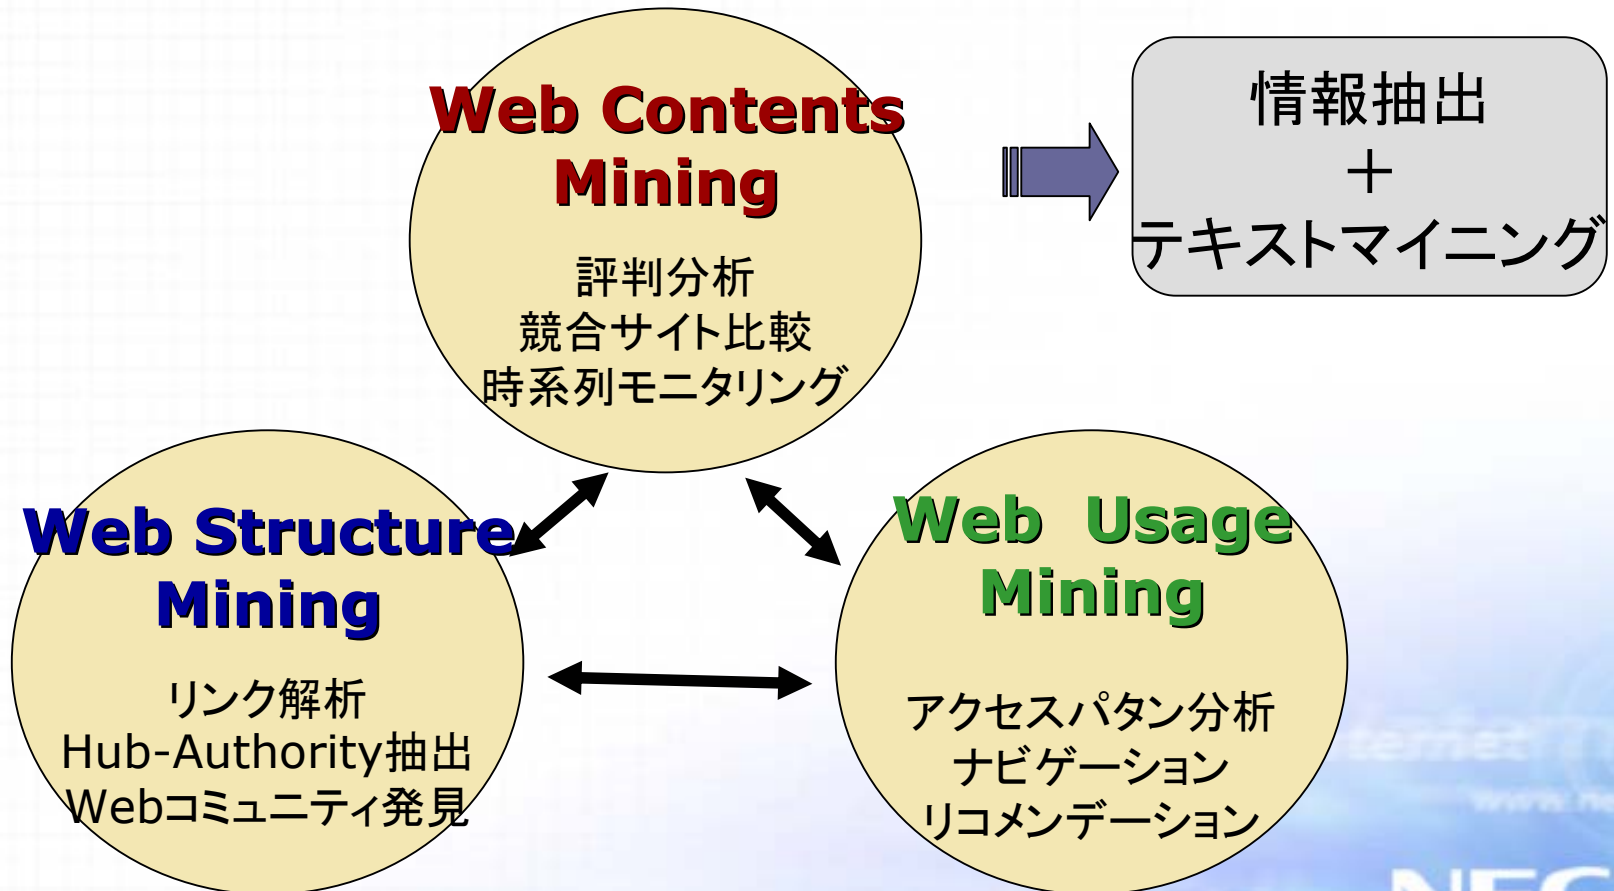 Web Contents
Mining
評判分析
競合サイト比較
時系列モニタリング
情報抽出
＋
テキストマイニング
Web Structure
Mining
リンク解析
Hub-Authority抽出
Webコミュニティ発見
Web Usage
Mining
アクセスパタン分析
ナビゲーション
リコメンデーション
ternet
NEC